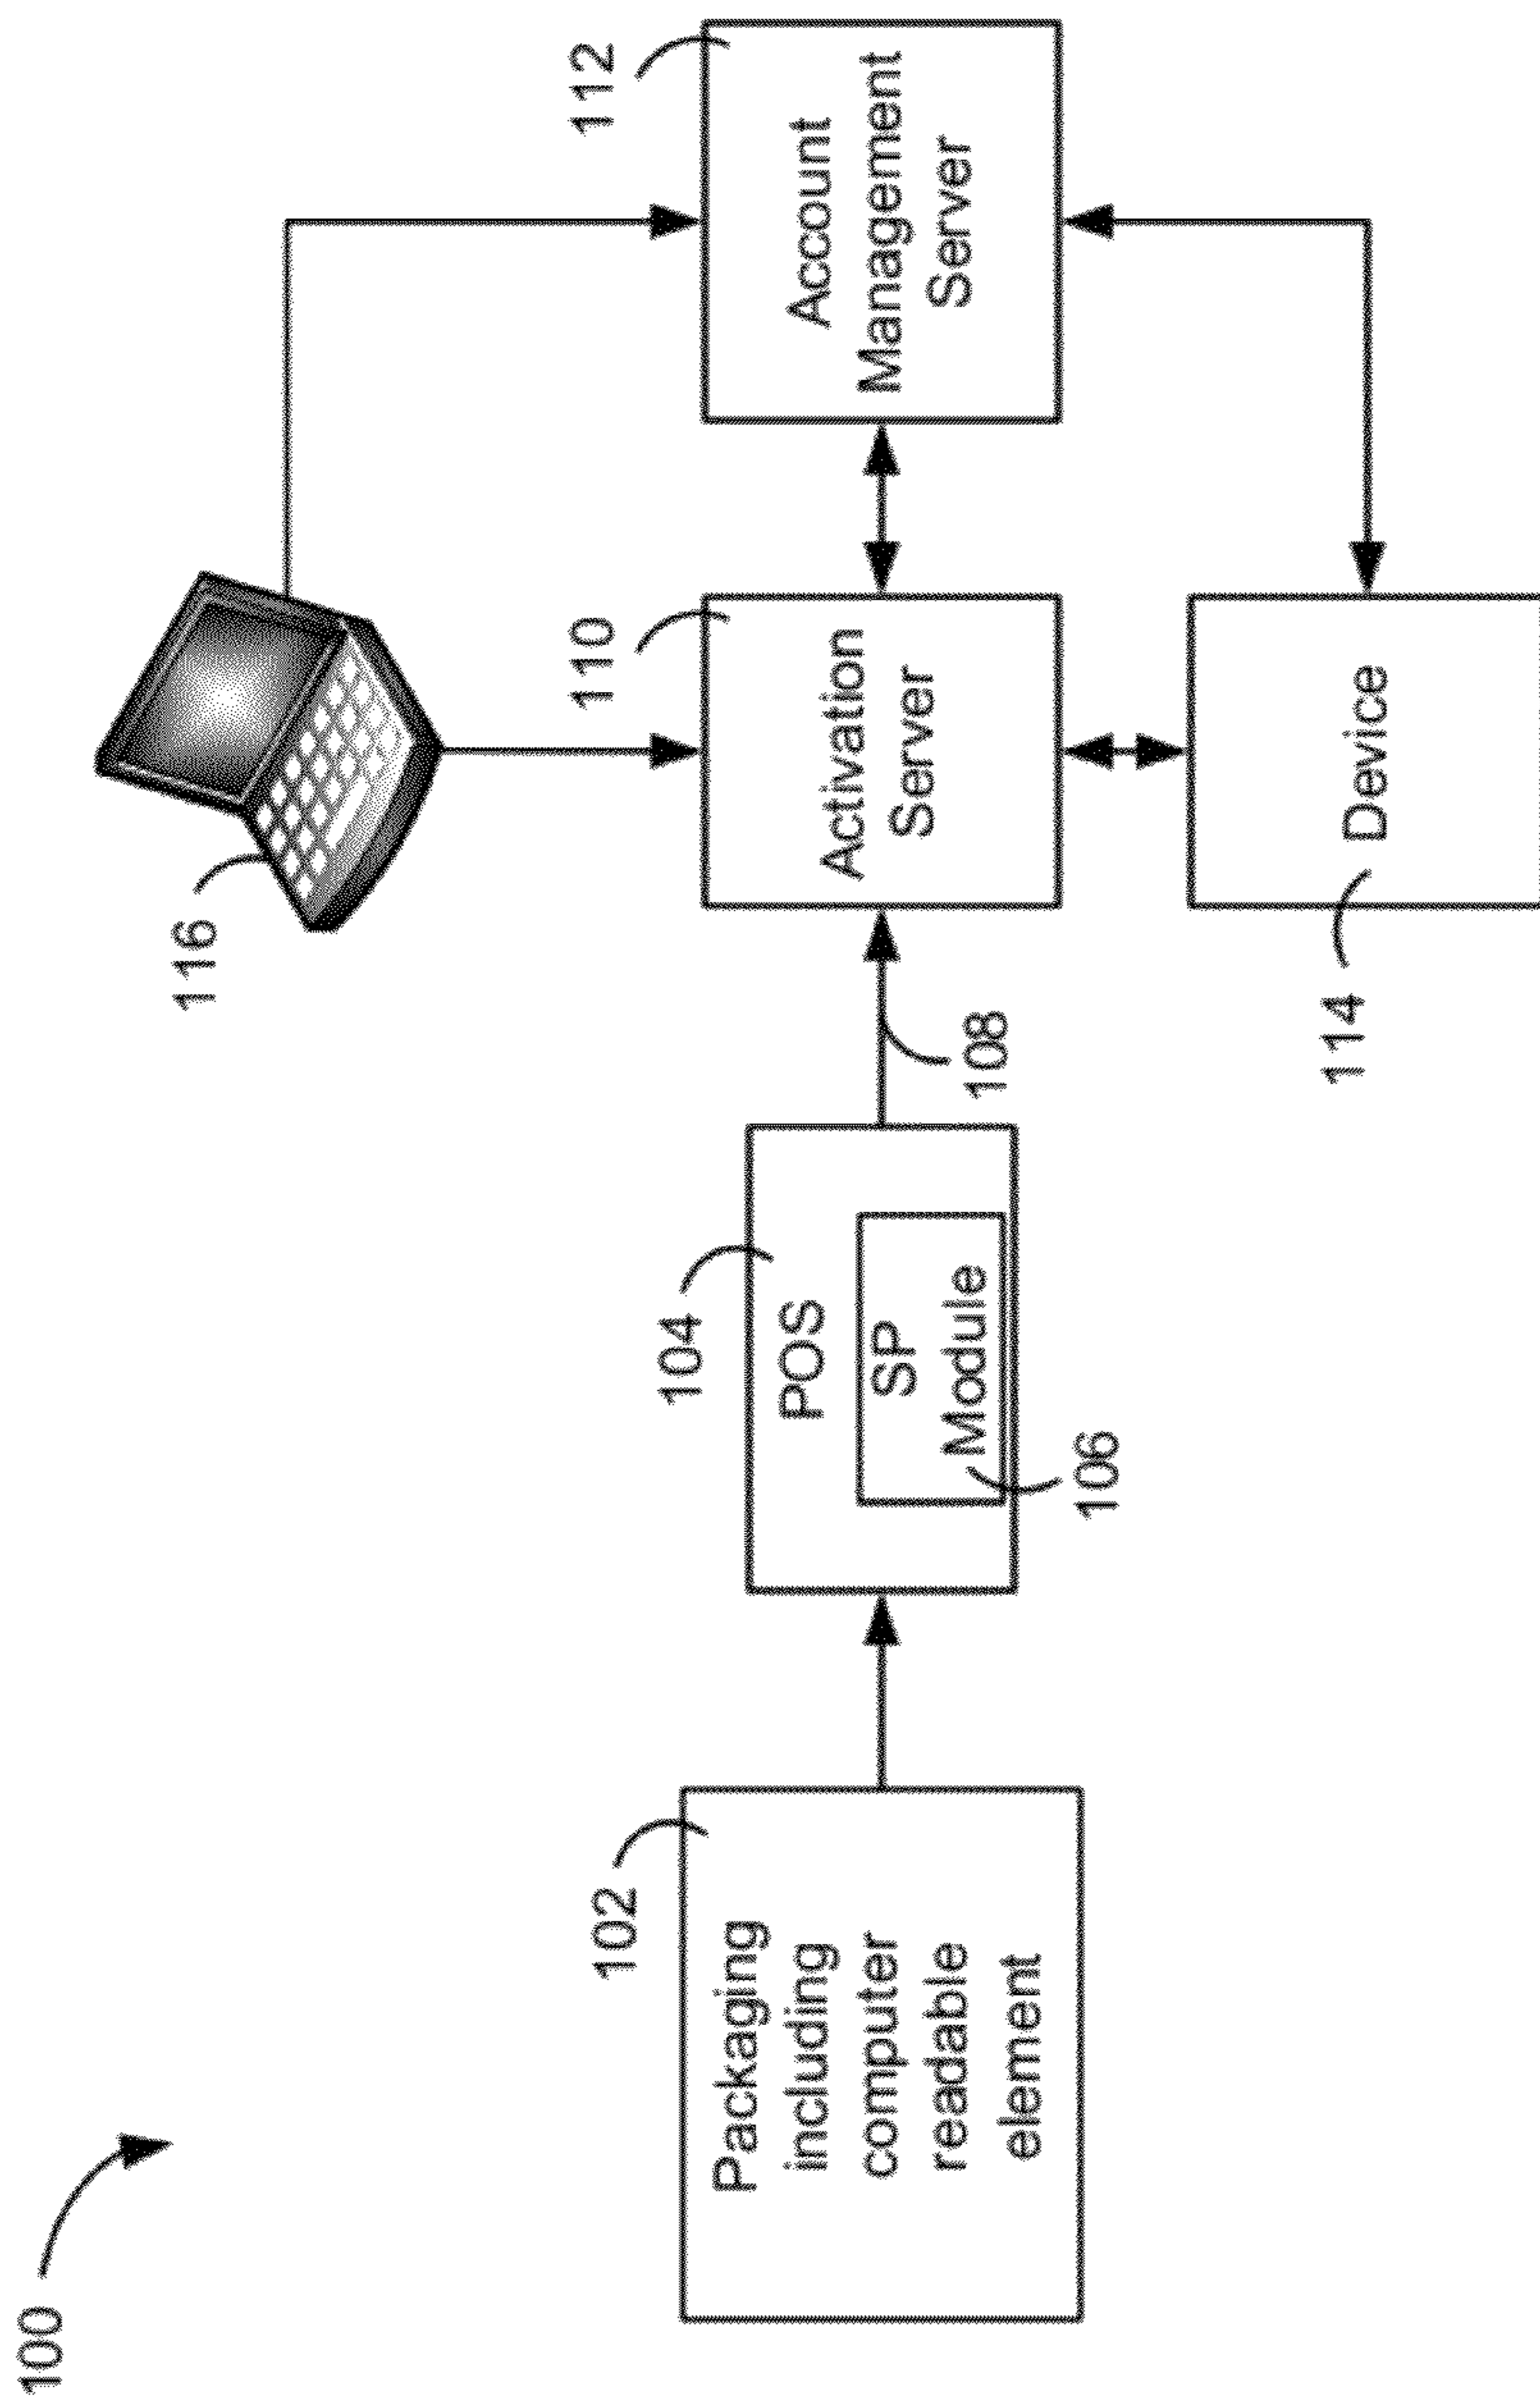 100
116
102
Packaging
including
computer
readable
element
104
POS
SP
Module
106
108
110
Activation
Server
112
Account
Management
Server
114
Device